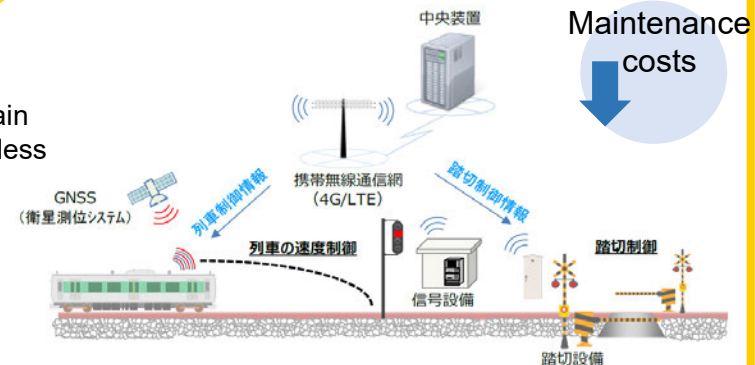 中央装置
Maintenance
costs
ain
less
GNSS
（衛星測位システム）
携帯無線通信網
（4G/LTE）
列車制御情報
踏切制御情報
列車の速度制御
踏切制御
信号設備
踏切設備